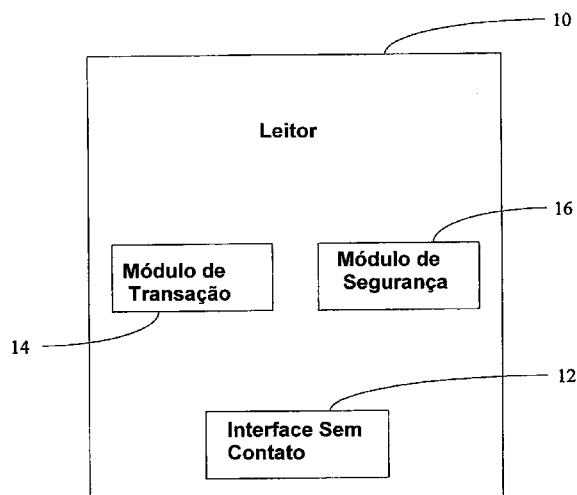 10
Leitor
16
Módulo de
Transação
Módulo de
Segurança
14
12
Interface Sem
Contato